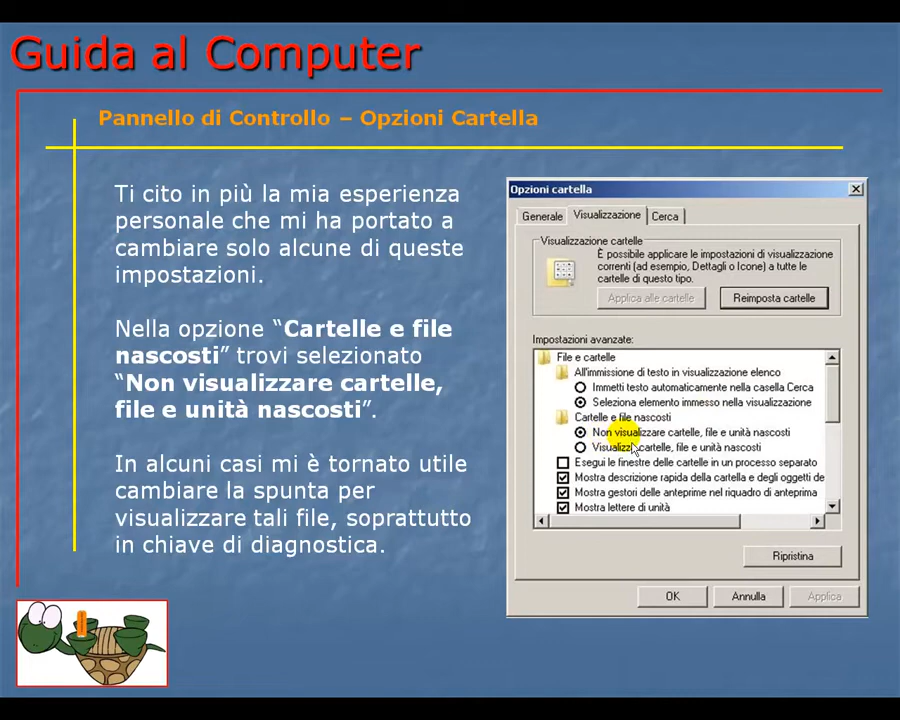 Guida al Computer
Pannello di Controllo – Opzioni Cartella
Ti cito in più la mia esperienza
personale che mi ha portato a
cambiare solo alcune di queste
impostazioni.
Nella opzione “Cartelle e file
nascosti” trovi selezionato
“Non visualizzare cartelle,
file e unità nascosti”.
In alcuni casi mi è tornato utile
cambiare la spunta per
visualizzare tali file, soprattutto
in chiave di diagnostica.
Opzioni cartella
Generale Visualizzazione Cerca
Visualizzazione cartelle
È possibile applicare le impostazioni di visualizzazione
correnti (ad esempio, Dettagli o Icone) a tutte le
cartelle di questo tipo.
Applica alle cartelle Reimposta cartelle
Impostazioni avanzate:
File e cartelle
All'immissione di testo in visualizzazione elenco
Immetti testo automaticamente nella casella Cerca
Seleziona elemento immesso nella visualizzazione
Cartelle e file nascosti
Non visualizzare cartelle, file e unità nascosti
Visualizza cartelle, file e unità nascosti
Esegui le finestre delle cartelle in un processo separato
Mostra descrizione rapida della cartella e degli oggetti de
Mostra gestori delle anteprime nel riquadro di anteprima
Mostra lettere di unità
Ripristina
OK Annulla Applica